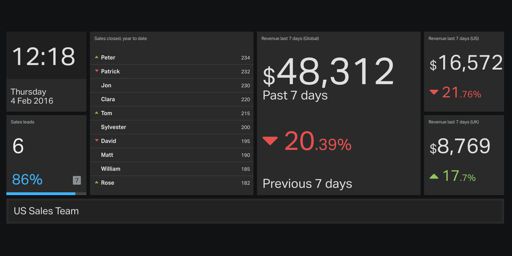 12:18
Thursday
4 Feb 2016
Sales leads
6
86%
7
Sales closed, year to date
Peter 234
Patrick 232
Jon 230
Clara 220
Tom 215
Sylvester 200
David 195
Matt 190
William 185
Rose 182
Revenue last 7 days (Global)
$48,312
Past 7 days
20.39%
Previous 7 days
Revenue last 7 days (US)
$16,572
21.76%
Revenue last 7 days (UK)
$8,769
17.7%
US Sales Team